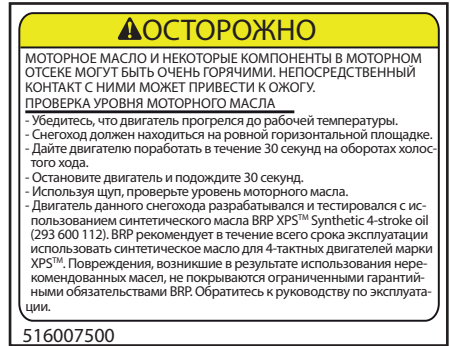 ОСТОРОЖНО
МОТОРНОЕ МАСЛО И НЕКОТОРЫЕ КОМПОНЕНТЫ В МОТОРНОМ
ОТСЕКЕ МОГУТ БЫТЬ ОЧЕНЬ ГОРЯЧИМИ. НЕПОСРЕДСТВЕННЫЙ
КОНТАКТ С НИМИ МОЖЕТ ПРИВЕСТИ К ОЖОГУ.
ПРОВЕРКА УРОВНЯ МОТОРНОГО МАСЛА
- Убедитесь, что двигатель прогрелся до рабочей температуры.
- Снегоход должен находиться на ровной горизонтальной площадке.
- Дайте двигателю поработать в течение 30 секунд на оборотах холос-
того хода.
- Остановите двигатель и подождите 30 секунд.
- Используя щуп, проверьте уровень моторного масла.
- Двигатель данного снегохода разрабатывался и тестировался с ис-
пользованием синтетического масла BRP XPS™ Synthetic 4-stroke oil
(293 600 112). BRP рекомендует в течение всего срока эксплуатации
использовать синтетическое масло для 4-тактных двигателей марки
XPS™. Повреждения, возникшие в результате использования нере-
комендованных масел, не покрываются ограниченными гарантий-
ными обязательствами BRP. Обратитесь к руководству по эксплуата-
ции.
516007500